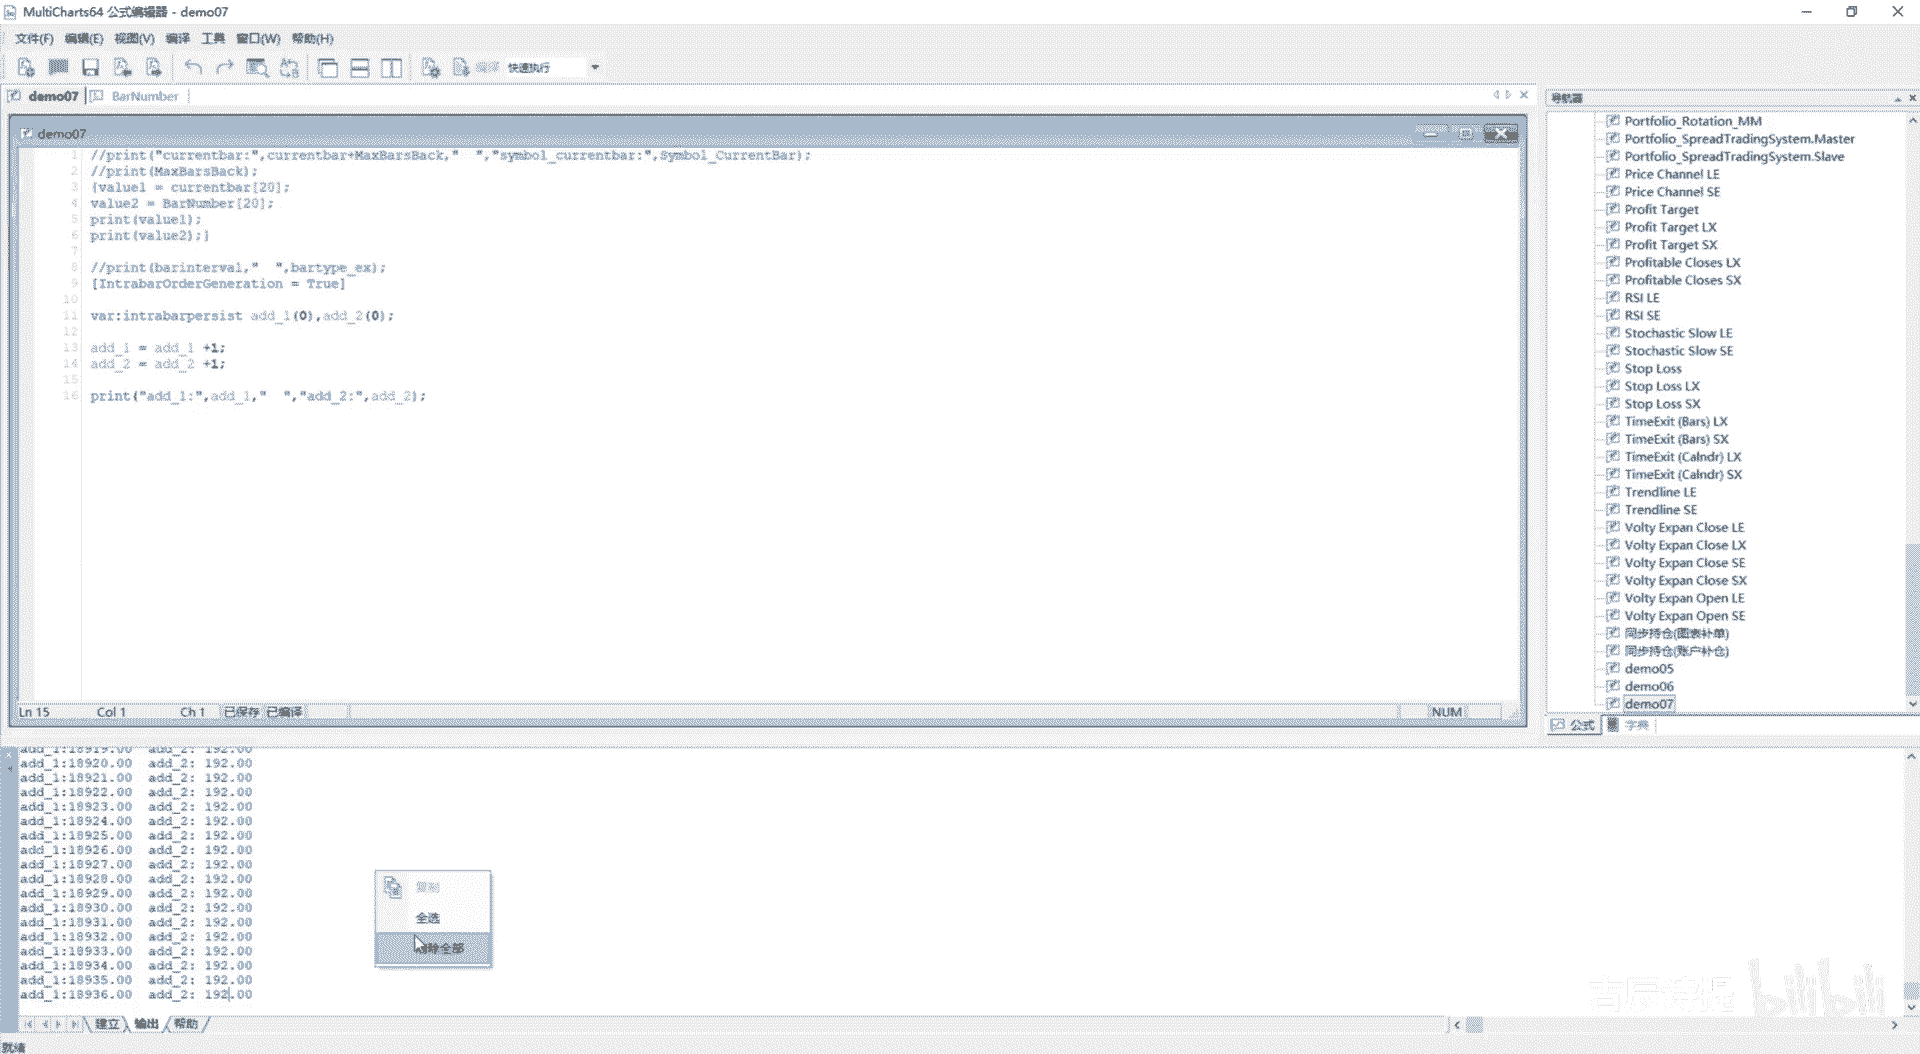 MultiCharts64 公式编辑器 - demo07
文件(F) 编辑(E) 视图(V) 编译 工具 窗口(W) 帮助(H)
编译 快速执行
demo07 BarNumber
demo07
1 //print("currentbar:",currentbar+MaxBarsBack,"  ","symbol_currentbar:",Symbol_CurrentBar);
2 //print(MaxBarsBack);
3 {value1 = currentbar[20];
4 value2 = BarNumber[20];
5 print(value1);
6 print(value2);}
7
8 //print(barinterval,"  ",bartype_ex);
9 [IntrabarOrderGeneration = True]
10
11 var:intrabarpersist add_1(0),add_2(0);
12
13 add_1 = add_1 +1;
14 add_2 = add_2 +1;
15
16 print("add_1:",add_1,"  ","add_2:",add_2);
Ln 15 Col 1 Ch 1 已保存 已编译 NUM
导航器
Portfolio_Rotation_MM
Portfolio_SpreadTradingSystem.Master
Portfolio_SpreadTradingSystem.Slave
Price Channel LE
Price Channel SE
Profit Target
Profit Target LX
Profit Target SX
Profitable Closes LX
Profitable Closes SX
RSI LE
RSI SE
Stochastic Slow LE
Stochastic Slow SE
Stop Loss
Stop Loss LX
Stop Loss SX
TimeExit (Bars) LX
TimeExit (Bars) SX
TimeExit (Calndr) LX
TimeExit (Calndr) SX
Trendline LE
Trendline SE
Volty Expan Close LE
Volty Expan Close LX
Volty Expan Close SE
Volty Expan Close SX
Volty Expan Open LE
Volty Expan Open SE
同步持仓(图表补单)
同步持仓(账户补仓)
demo05
demo06
demo07
公式 字典
add_1:18919.00 add_2: 192.00
add_1:18920.00 add_2: 192.00
add_1:18921.00 add_2: 192.00
add_1:18922.00 add_2: 192.00
add_1:18923.00 add_2: 192.00
add_1:18924.00 add_2: 192.00
add_1:18925.00 add_2: 192.00
add_1:18926.00 add_2: 192.00
add_1:18927.00 add_2: 192.00
add_1:18928.00 add_2: 192.00
add_1:18929.00 add_2: 192.00
add_1:18930.00 add_2: 192.00
add_1:18931.00 add_2: 192.00
add_1:18932.00 add_2: 192.00
add_1:18933.00 add_2: 192.00
add_1:18934.00 add_2: 192.00
add_1:18935.00 add_2: 192.00
add_1:18936.00 add_2: 192.00
复制
全选
删除全部
建立 输出 帮助
就绪
bilibili